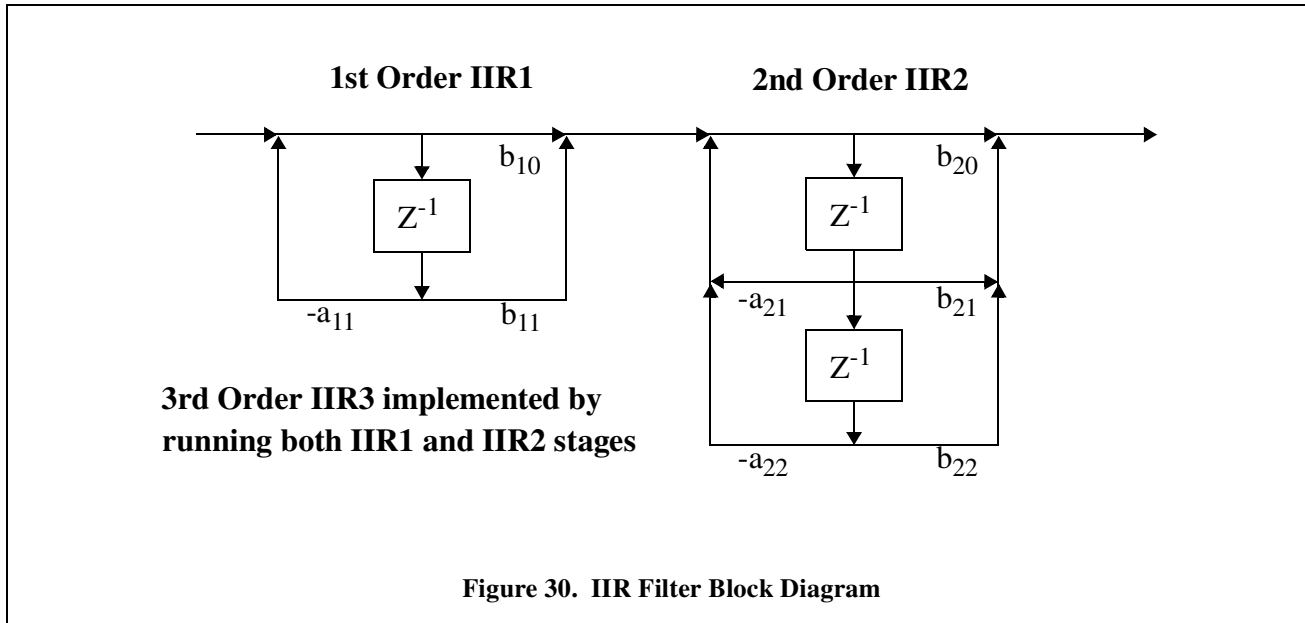 1st Order IIR1
2nd Order IIR2
b10
b20
Z-1
Z-1
-a11
b11
-a21
b21
Z-1
3rd Order IIR3 implemented by
running both IIR1 and IIR2 stages
-a22
b22
Figure 30. IIR Filter Block Diagram